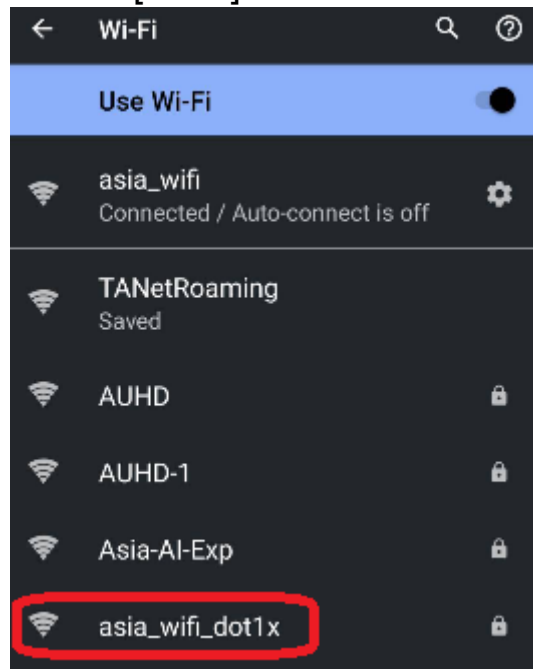 Wi-Fi
Use Wi-Fi
asia_wifi
Connected / Auto-connect is off
TANetRoaming
Saved
AUHD
AUHD-1
Asia-AI-Exp
asia_wifi_dot1x